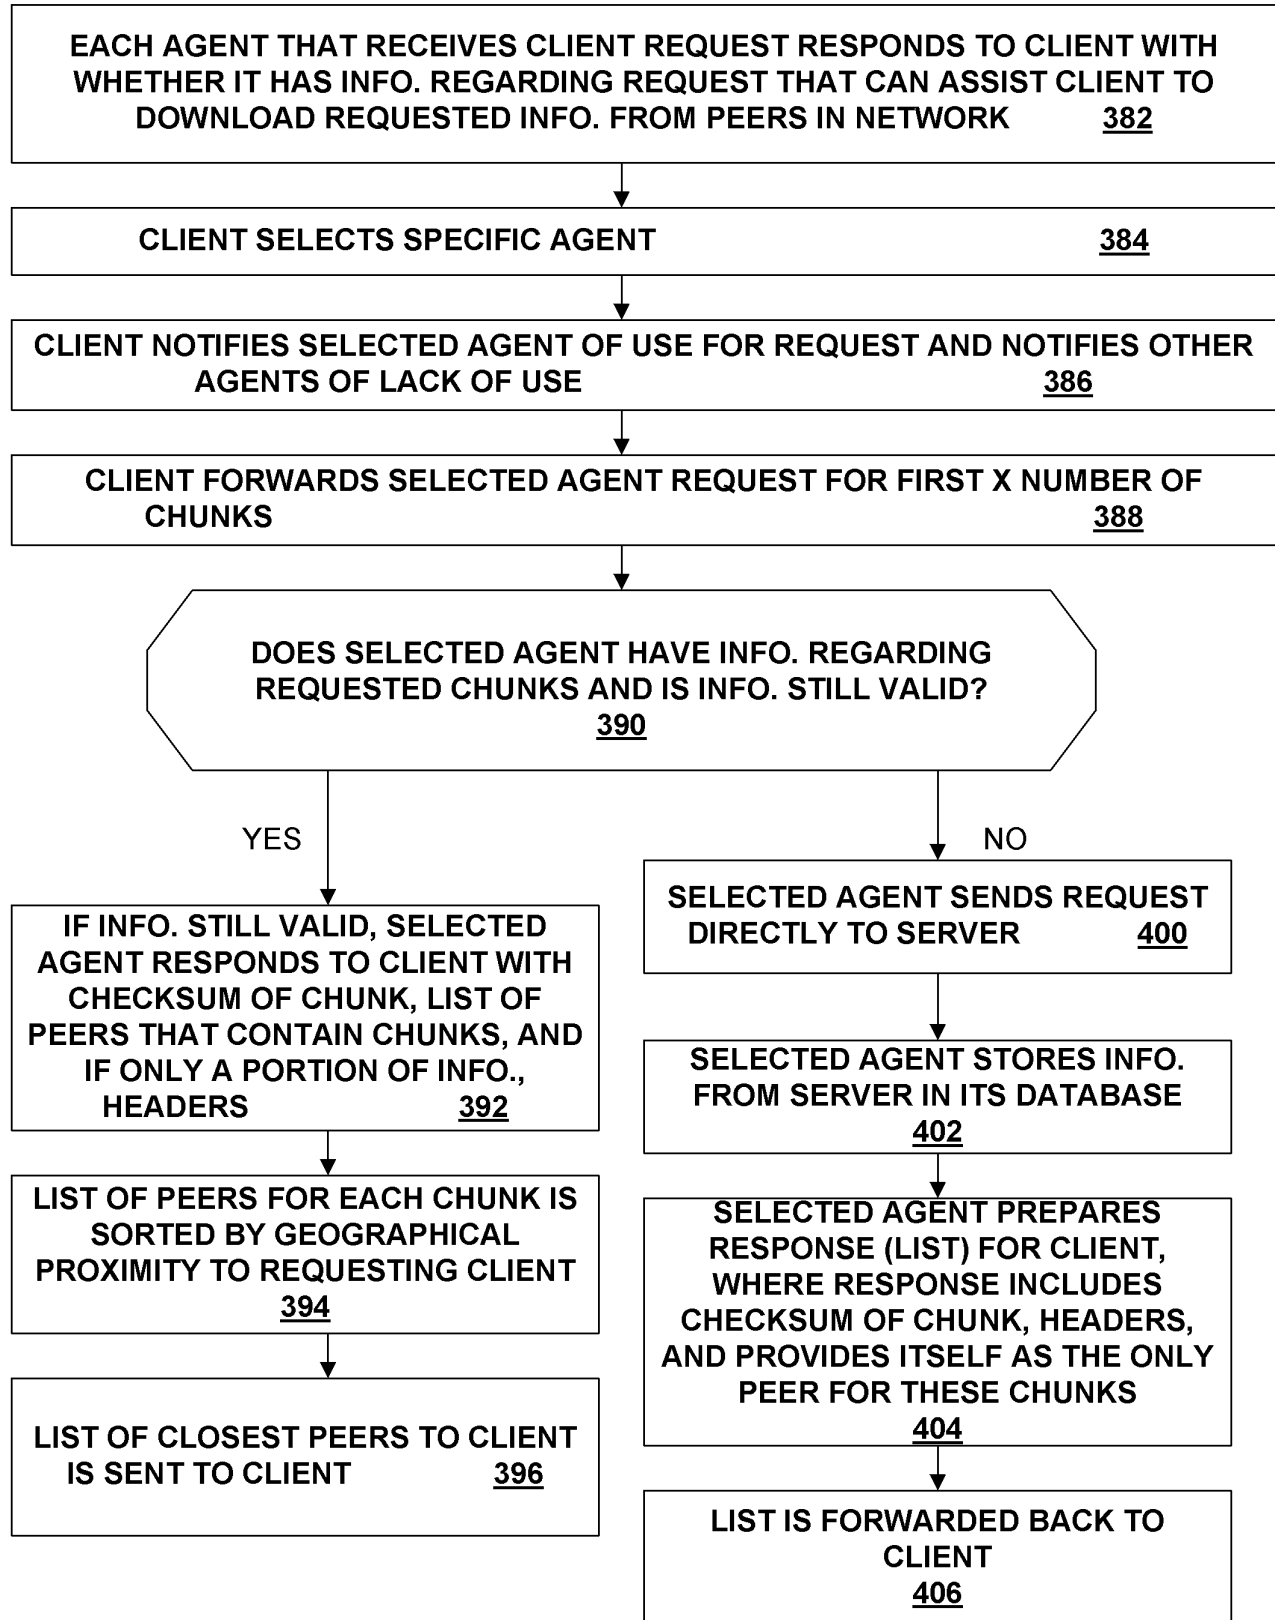 EACH AGENT THAT RECEIVES CLIENT REQUEST RESPONDS TO CLIENT WITH
WHETHER IT HAS INFO. REGARDING REQUEST THAT CAN ASSIST CLIENT TO
DOWNLOAD REQUESTED INFO. FROM PEERS IN NETWORK 382
CLIENT SELECTS SPECIFIC AGENT 384
CLIENT NOTIFIES SELECTED AGENT OF USE FOR REQUEST AND NOTIFIES OTHER
AGENTS OF LACK OF USE 386
CLIENT FORWARDS SELECTED AGENT REQUEST FOR FIRST X NUMBER OF
CHUNKS 388
DOES SELECTED AGENT HAVE INFO. REGARDING
REQUESTED CHUNKS AND IS INFO. STILL VALID?
390
YES
IF INFO. STILL VALID, SELECTED
AGENT RESPONDS TO CLIENT WITH
CHECKSUM OF CHUNK, LIST OF
PEERS THAT CONTAIN CHUNKS, AND
IF ONLY A PORTION OF INFO.,
HEADERS 392
LIST OF PEERS FOR EACH CHUNK IS
SORTED BY GEOGRAPHICAL
PROXIMITY TO REQUESTING CLIENT
394
LIST OF CLOSEST PEERS TO CLIENT
IS SENT TO CLIENT 396
NO
SELECTED AGENT SENDS REQUEST
DIRECTLY TO SERVER 400
SELECTED AGENT STORES INFO.
FROM SERVER IN ITS DATABASE
402
SELECTED AGENT PREPARES
RESPONSE (LIST) FOR CLIENT,
WHERE RESPONSE INCLUDES
CHECKSUM OF CHUNK, HEADERS,
AND PROVIDES ITSELF AS THE ONLY
PEER FOR THESE CHUNKS
404
LIST IS FORWARDED BACK TO
CLIENT
406